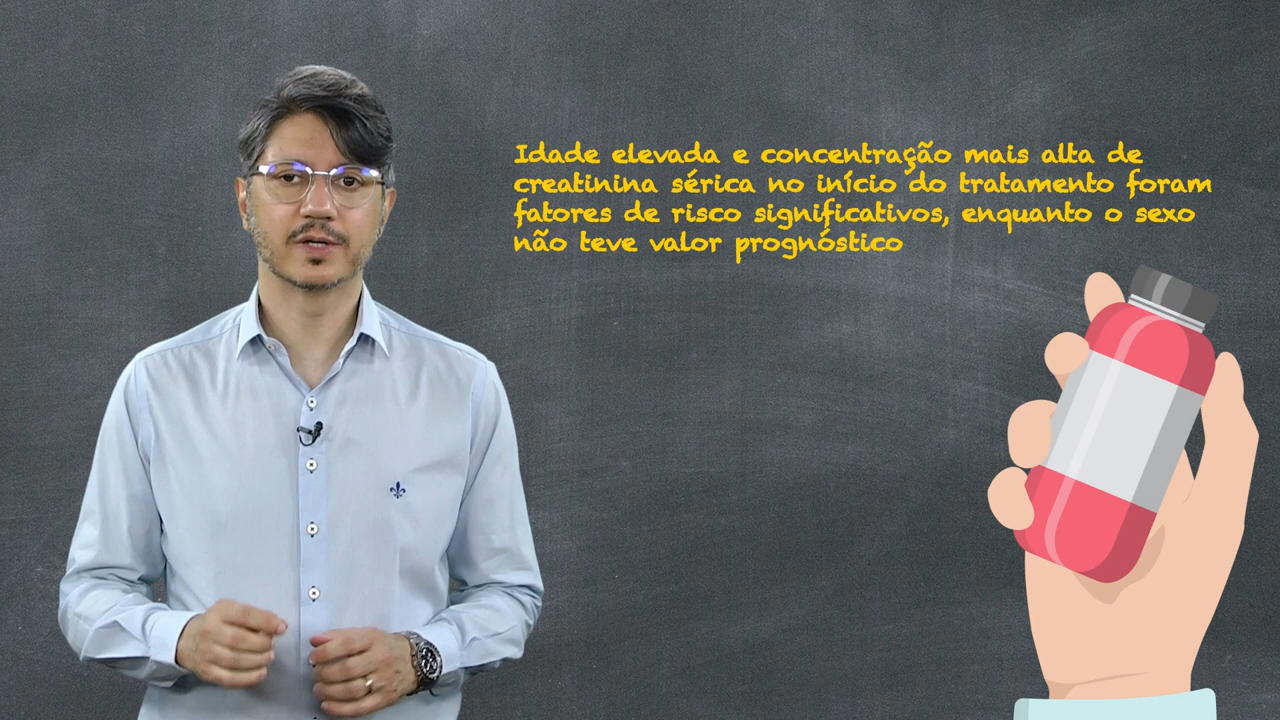 Idade elevada e concentração mais alta de
creatinina sérica no início do tratamento foram
fatores de risco significativos, enquanto o sexo
não teve valor prognóstico